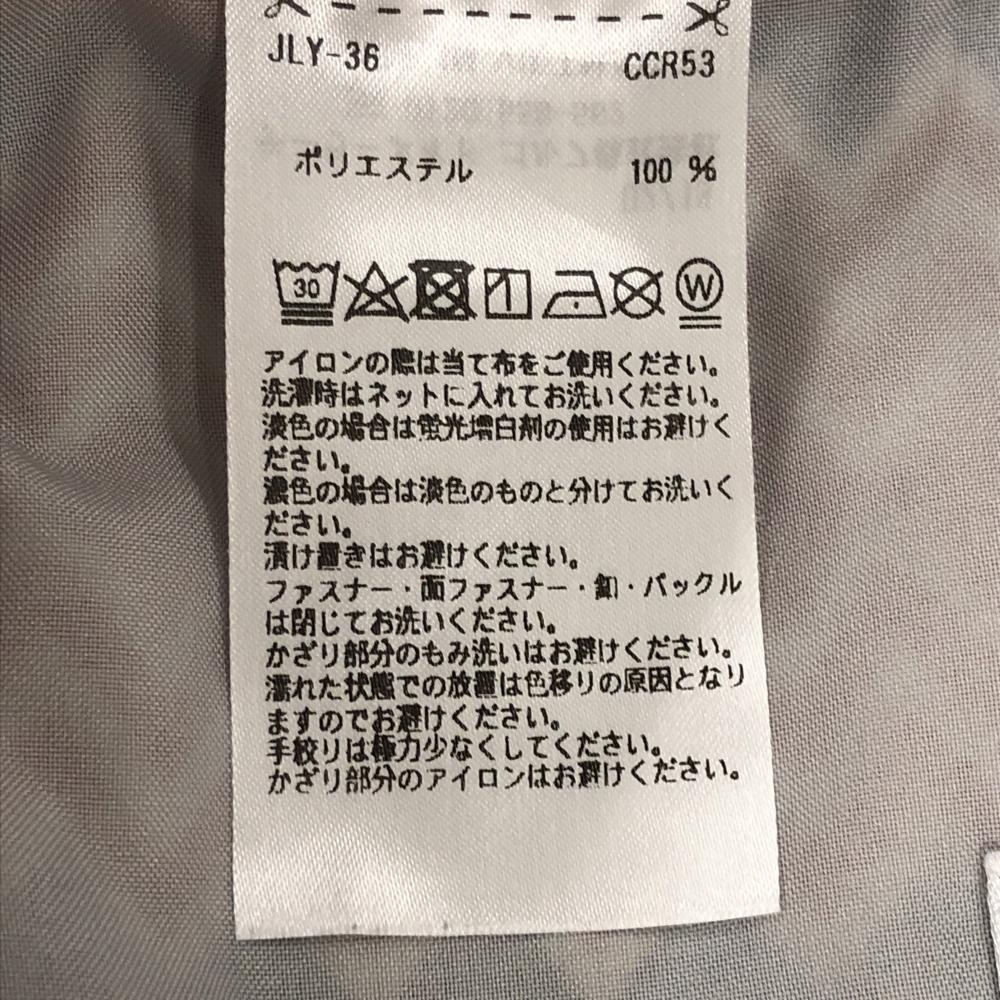 JLY-36 CCR53
ポリエステル 100 %
30 W
アイロンの際は当て布をご使用ください。
洗濯時はネットに入れてお洗いください。
淡色の場合は蛍光増白剤の使用はお避けく
ださい。
濃色の場合は淡色のものと分けてお洗いく
ださい。
漬け置きはお避けください。
ファスナー・面ファスナー・釦・バックル
は閉じてお洗いください。
かざり部分のもみ洗いはお避けください。
濡れた状態での放置は色移りの原因となり
ますのでお避けください。
手絞りは極力少なくしてください。
かざり部分のアイロンはお避けください。